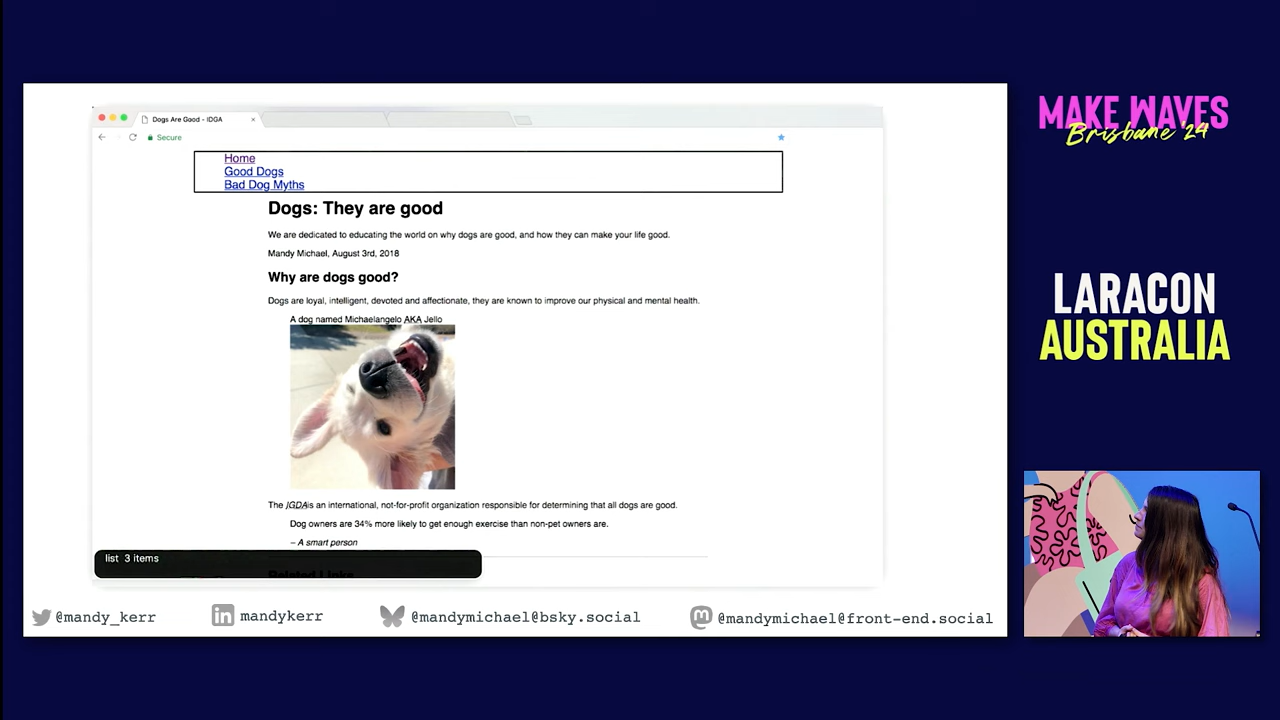 Dogs Are Good - IDGA
Secure
Home
Good Dogs
Bad Dog Myths
Dogs: They are good
We are dedicated to educating the world on why dogs are good, and how they can make your life good.
Mandy Michael, August 3rd, 2018
Why are dogs good?
Dogs are loyal, intelligent, devoted and affectionate, they are known to improve our physical and mental health.
A dog named Michaelangelo AKA Jello
The IGDA is an international, not-for-profit organization responsible for determining that all dogs are good.
Dog owners are 34% more likely to get enough exercise than non-pet owners are.
– A smart person
list 3 items
Related Links
@mandy_kerr
mandykerr
@mandymichael@bsky.social
@mandymichael@front-end.social
MAKE WAVES
Brisbane '24
LARACON
AUSTRALIA